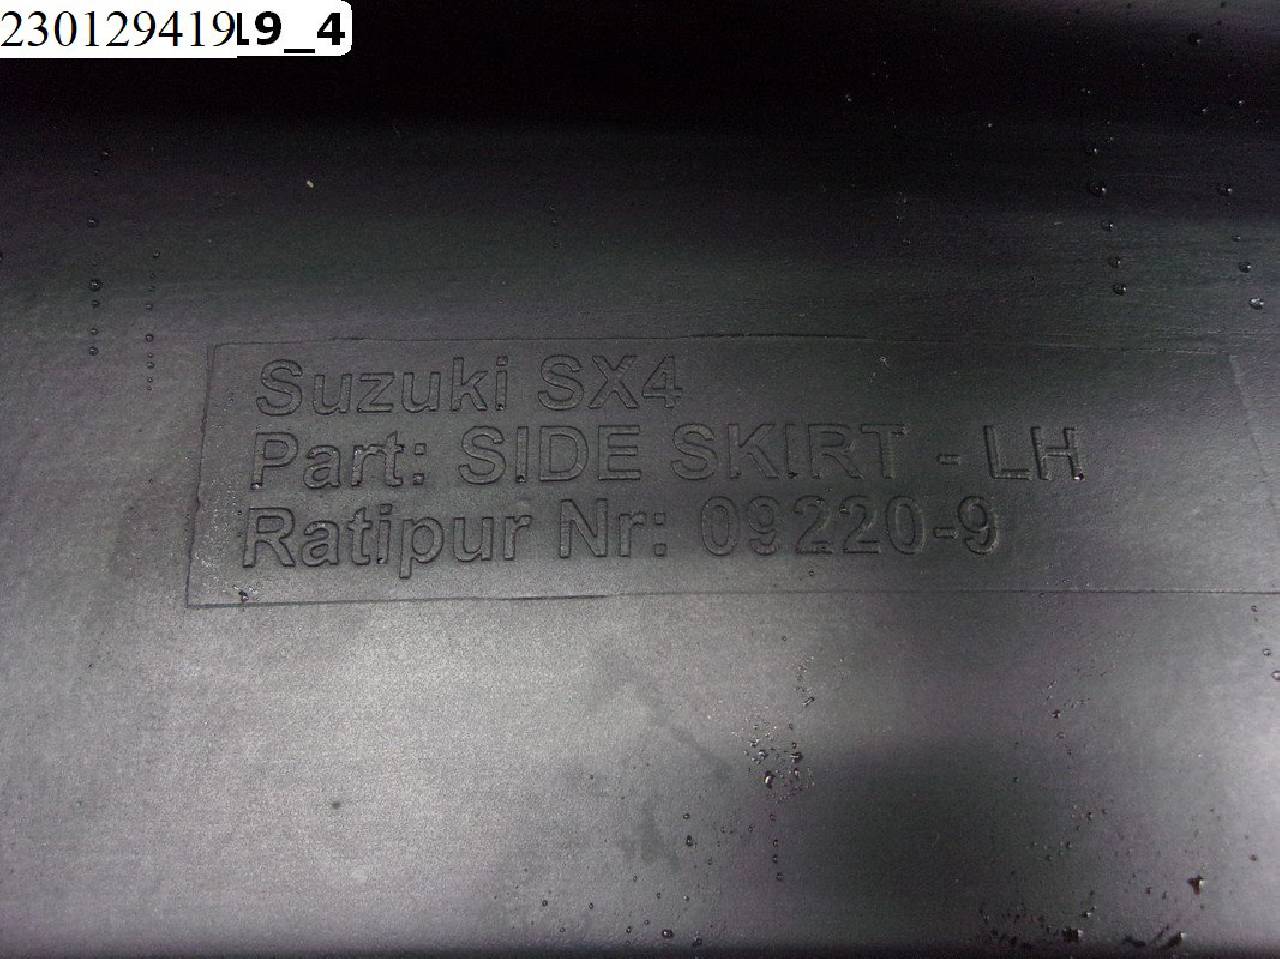 230129419L9_4
Suzuki SX4
Part: SIDE SKIRT - LH
Ratipur Nr: 09220-9